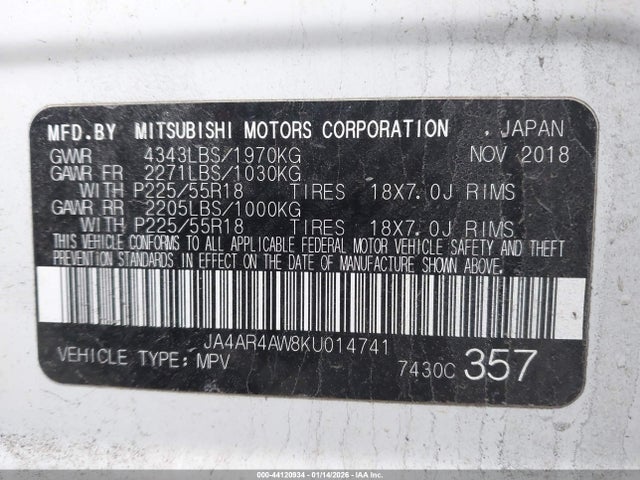 MFD.BY MITSUBISHI MOTORS CORPORATION , JAPAN
GWWR 4343LBS/1970KG NOV 2018
GAWR FR 2271LBS/1030KG
WITH P225/55R18 TIRES 18X7.0J RIMS
GAWR RR 2205LBS/1000KG
WITH P225/55R18 TIRES 18X7.0J RIMS
THIS VEHICLE CONFORMS TO ALL APPLICABLE FEDERAL MOTOR VEHICLE SAFETY AND THEFT
PREVENTION STANDARDS IN EFFECT ON THE DATE OF MANUFACTURE SHOWN ABOVE.
JA4AR4AW8KU014741
VEHICLE TYPE: MPV 7430C 357
000-44120934 - 01/14/2026 - IAA Inc.